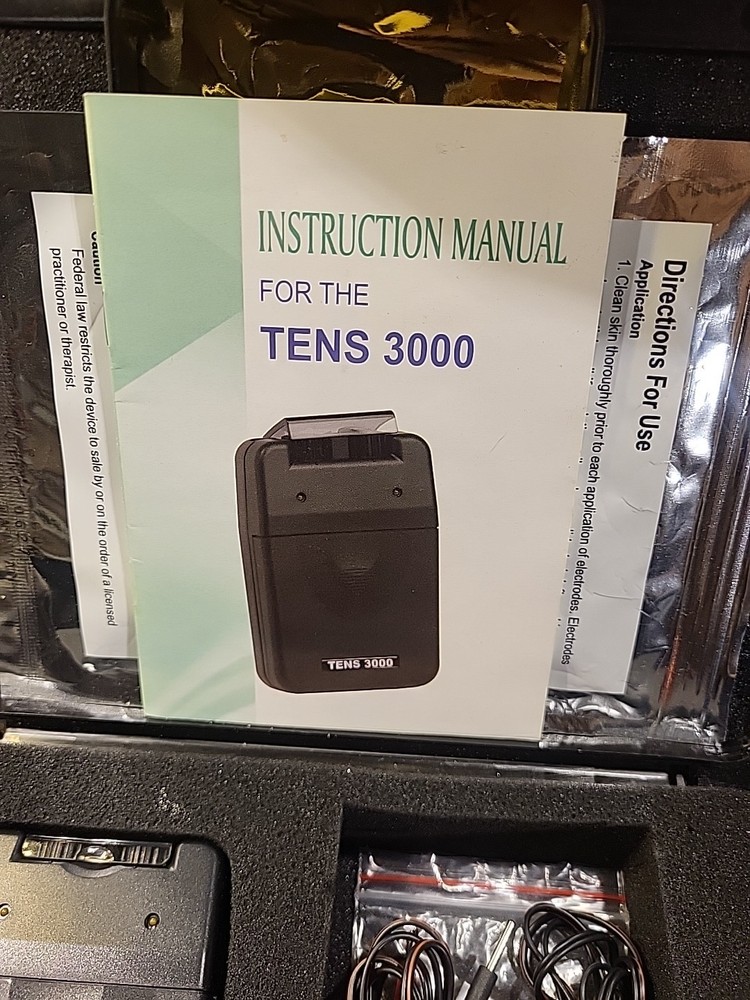 INSTRUCTION MANUAL
FOR THE
TENS 3000
TENS 3000
Caution
Federal law restricts the device to sale by or on the order of a licensed
practitioner or therapist.
Directions For Use
Application
1. Clean skin thoroughly prior to each application of electrodes. Electrodes